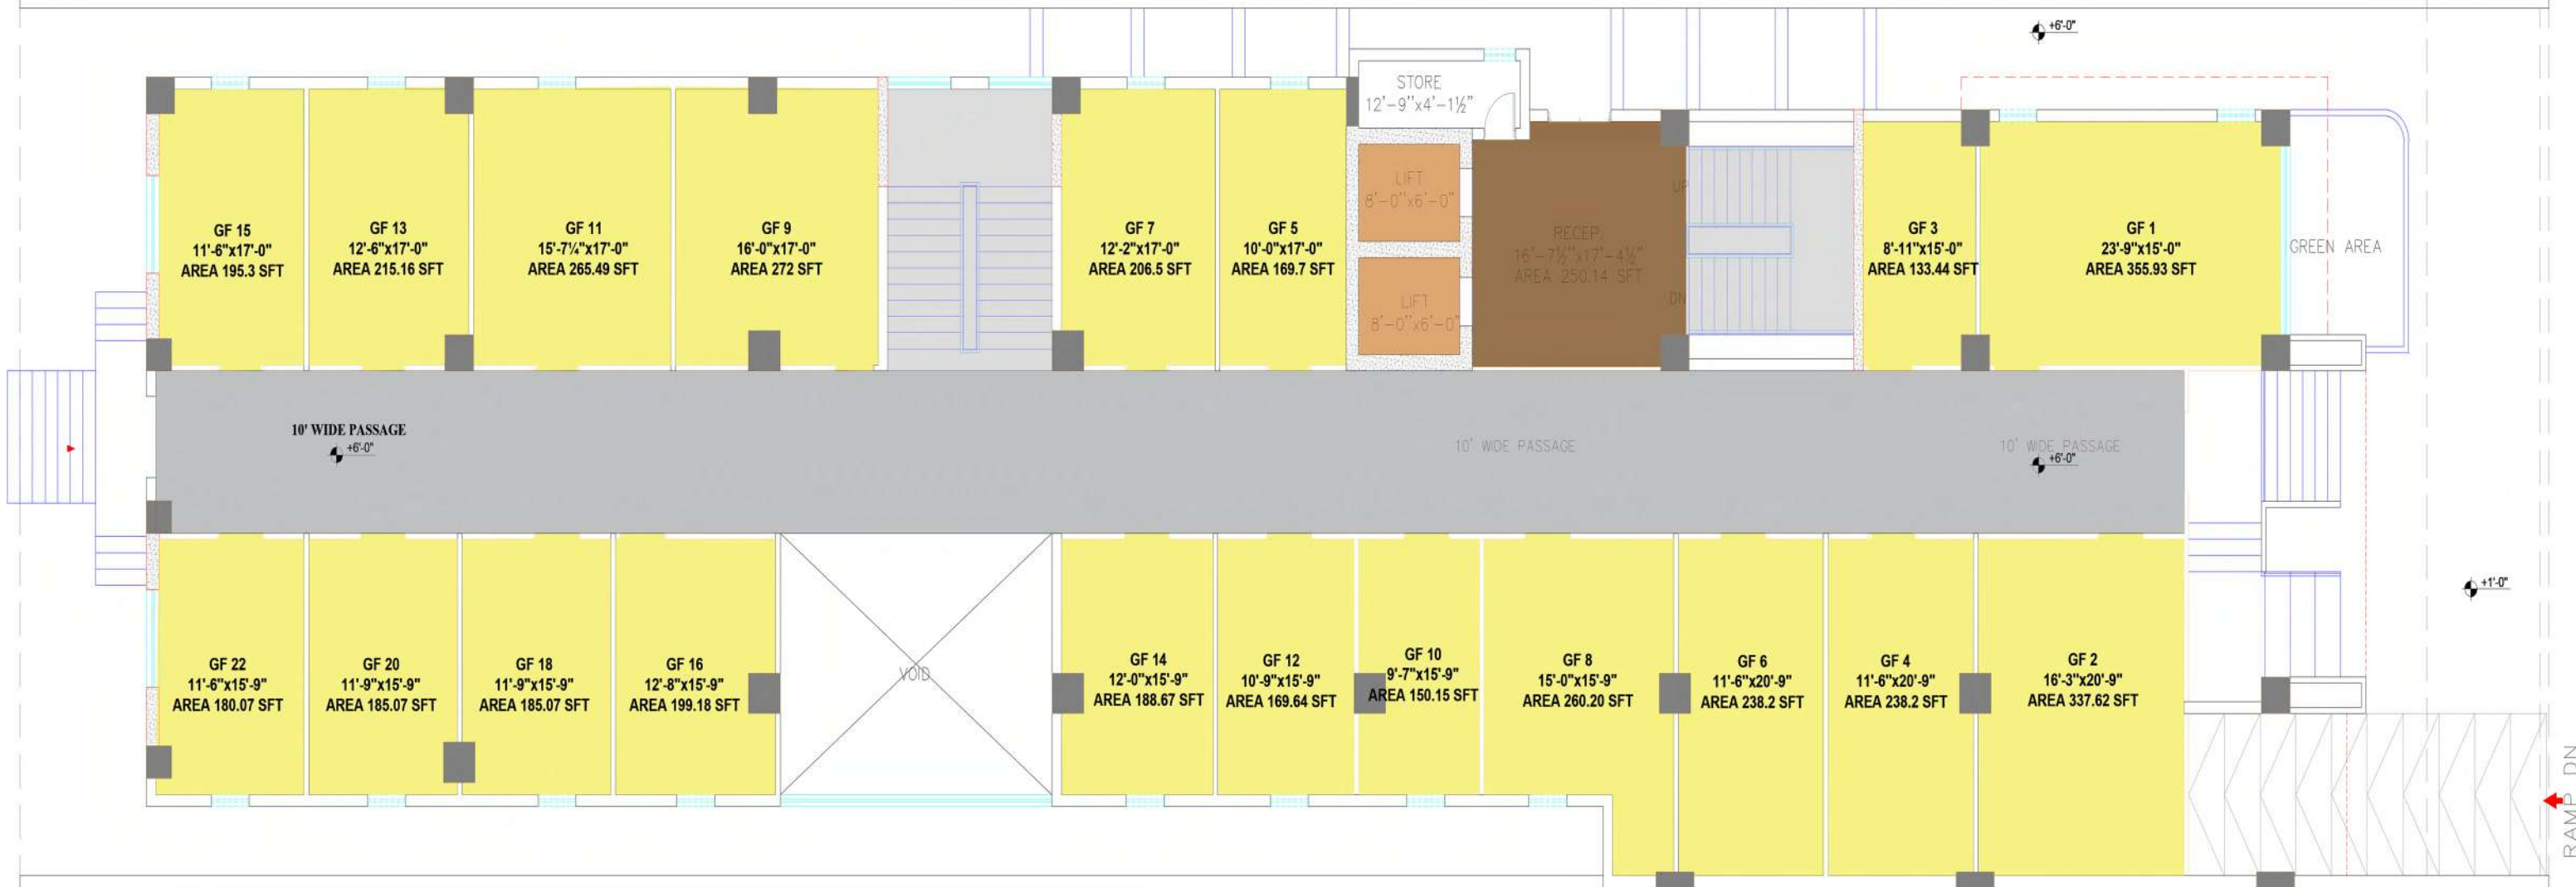 +6'-0"
STORE
12'-9"x4'-1½"
GF 15
11'-6"x17'-0"
AREA 195.3 SFT
GF 13
12'-6"x17'-0"
AREA 215.16 SFT
GF 11
15'-7¼"x17'-0"
AREA 265.49 SFT
GF 9
16'-0"x17'-0"
AREA 272 SFT
GF 7
12'-2"x17'-0"
AREA 206.5 SFT
GF 5
10'-0"x17'-0"
AREA 169.7 SFT
LIFT
8'-0"x6'-0"
LIFT
8'-0"x6'-0"
RECEP.
16'-7½"x17'-4½"
AREA 250.14 SFT
UP
DN
GF 3
8'-11"x15'-0"
AREA 133.44 SFT
GF 1
23'-9"x15'-0"
AREA 355.93 SFT
GREEN AREA
10' WIDE PASSAGE
+6'-0"
10' WIDE PASSAGE
10' WIDE PASSAGE
+6'-0"
+1'-0"
GF 22
11'-6"x15'-9"
AREA 180.07 SFT
GF 20
11'-9"x15'-9"
AREA 185.07 SFT
GF 18
11'-9"x15'-9"
AREA 185.07 SFT
GF 16
12'-8"x15'-9"
AREA 199.18 SFT
VOID
GF 14
12'-0"x15'-9"
AREA 188.67 SFT
GF 12
10'-9"x15'-9"
AREA 169.64 SFT
GF 10
9'-7"x15'-9"
AREA 150.15 SFT
GF 8
15'-0"x15'-9"
AREA 260.20 SFT
GF 6
11'-6"x20'-9"
AREA 238.2 SFT
GF 4
11'-6"x20'-9"
AREA 238.2 SFT
GF 2
16'-3"x20'-9"
AREA 337.62 SFT
RAMP DN